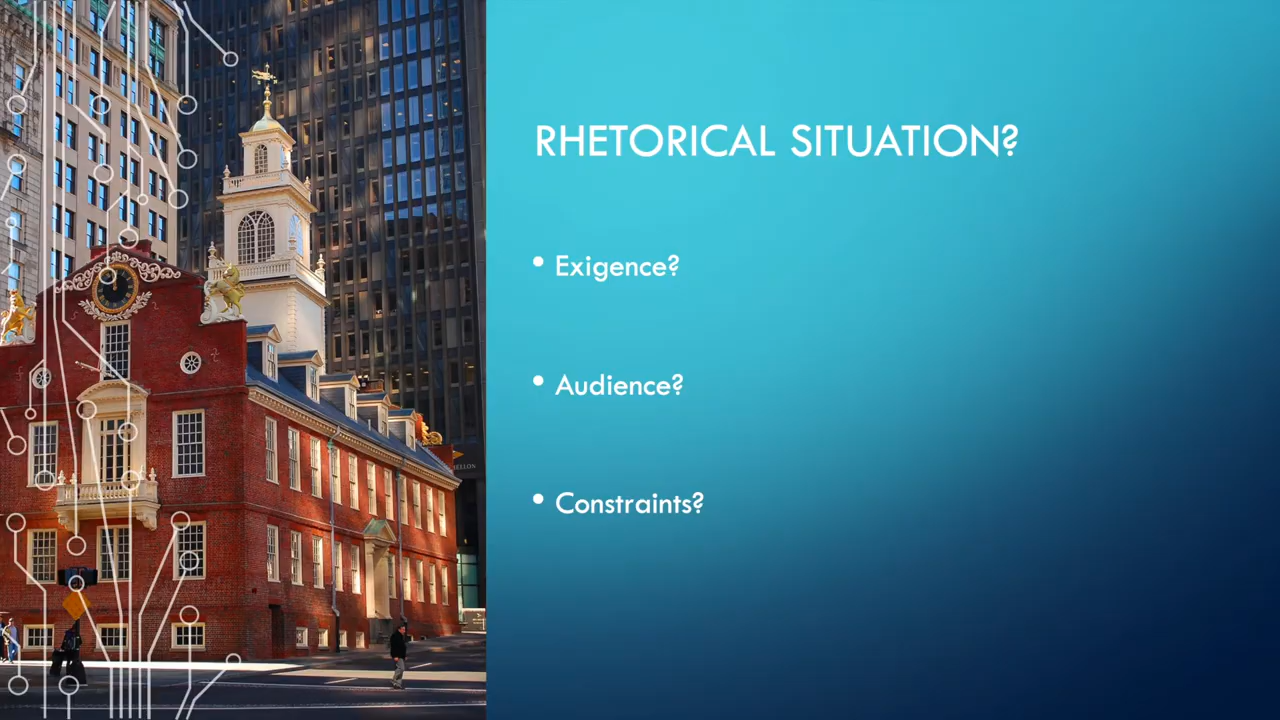 RHETORICAL SITUATION?
• Exigence?
• Audience?
• Constraints?